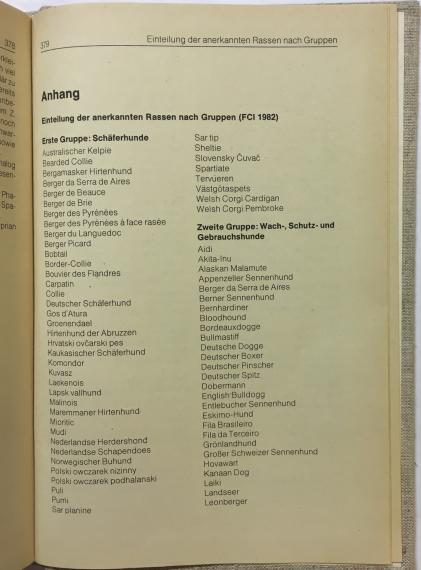 378
379
Einteilung der anerkannten Rassen nach Gruppen
Anhang
Einteilung der anerkannten Rassen nach Gruppen (FCI 1982)
Erste Gruppe: Schäferhunde
Australischer Kelpie
Bearded Collie
Bergamasker Hirtenhund
Berger da Serra de Aires
Berger de Beauce
Berger de Brie
Berger des Pyrénées
Berger des Pyrénées à face rasée
Berger du Languedoc
Berger Picard
Bobtail
Border-Collie
Bouvier des Flandres
Carpatin
Collie
Deutscher Schäferhund
Gos d'Atura
Groenendael
Hirtenhund der Abruzzen
Hrvatski ovčarski pes
Kaukasischer Schäferhund
Komondor
Kuvasz
Laekenois
Lapsk vallhund
Malinois
Maremmaner Hirtenhund
Mioritic
Mudi
Nederlandse Herdershond
Nederlandse Schapendoes
Norwegischer Buhund
Polski owczarek nizinny
Polski owczarek podhalanski
Puli
Pumi
Sar planine
Sar tip
Sheltie
Slovensky Čuvač
Spartiate
Tervueren
Västgötaspets
Welsh Corgi Cardigan
Welsh Corgi Pembroke
Zweite Gruppe: Wach-, Schutz- und
Gebrauchshunde
Aidi
Akita-Inu
Alaskan Malamute
Appenzeller Sennenhund
Berger da Serra de Aires
Berner Sennenhund
Bernhardiner
Bloodhound
Bordeauxdogge
Bullmastiff
Deutsche Dogge
Deutscher Boxer
Deutscher Pinscher
Deutscher Spitz
Dobermann
English Bulldogg
Entlebucher Sennenhund
Eskimo-Hund
Fila Brasileiro
Fila da Terceiro
Grönlandhund
Großer Schweizer Sennenhund
Hovawart
Kanaan Dog
Laiki
Landseer
Leonberger